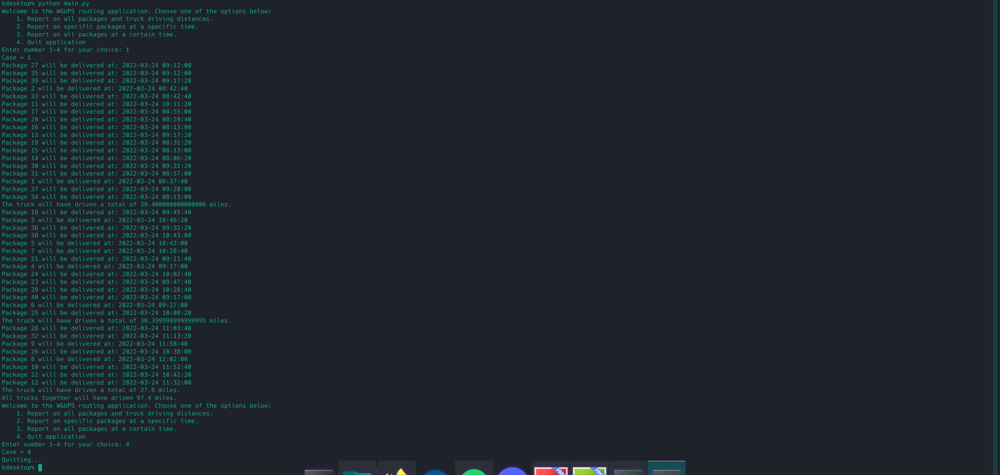 kdesktop% python main.py
Welcome to the WGUPS routing application. Choose one of the options below:
    1. Report on all packages and truck driving distances.
    2. Report on specific packages at a specific time.
    3. Report on all packages at a certain time.
    4. Quit application
Enter number 1-4 for your choice: 1
Case = 1
Package 27 will be delivered at: 2022-03-24 09:12:00
Package 35 will be delivered at: 2022-03-24 09:12:00
Package 39 will be delivered at: 2022-03-24 09:17:20
Package 2 will be delivered at: 2022-03-24 08:42:40
Package 33 will be delivered at: 2022-03-24 08:42:40
Package 11 will be delivered at: 2022-03-24 10:11:20
Package 17 will be delivered at: 2022-03-24 08:55:00
Package 20 will be delivered at: 2022-03-24 08:29:40
Package 16 will be delivered at: 2022-03-24 08:13:00
Package 13 will be delivered at: 2022-03-24 09:17:20
Package 19 will be delivered at: 2022-03-24 08:31:20
Package 15 will be delivered at: 2022-03-24 08:13:00
Package 14 will be delivered at: 2022-03-24 08:06:20
Package 30 will be delivered at: 2022-03-24 09:31:20
Package 31 will be delivered at: 2022-03-24 08:57:00
Package 1 will be delivered at: 2022-03-24 08:37:40
Package 37 will be delivered at: 2022-03-24 09:28:00
Package 34 will be delivered at: 2022-03-24 08:13:00
The truck will have driven a total of 39.400000000000006 miles.
Package 18 will be delivered at: 2022-03-24 09:45:40
Package 3 will be delivered at: 2022-03-24 10:46:20
Package 36 will be delivered at: 2022-03-24 09:32:20
Package 38 will be delivered at: 2022-03-24 10:43:00
Package 5 will be delivered at: 2022-03-24 10:43:00
Package 7 will be delivered at: 2022-03-24 10:28:40
Package 21 will be delivered at: 2022-03-24 09:11:40
Package 4 will be delivered at: 2022-03-24 09:17:00
Package 24 will be delivered at: 2022-03-24 10:02:40
Package 23 will be delivered at: 2022-03-24 09:47:40
Package 29 will be delivered at: 2022-03-24 10:28:40
Package 40 will be delivered at: 2022-03-24 09:17:00
Package 6 will be delivered at: 2022-03-24 09:27:00
Package 25 will be delivered at: 2022-03-24 10:08:20
The truck will have driven a total of 30.399999999999995 miles.
Package 28 will be delivered at: 2022-03-24 11:03:40
Package 32 will be delivered at: 2022-03-24 11:13:20
Package 9 will be delivered at: 2022-03-24 11:58:40
Package 26 will be delivered at: 2022-03-24 10:38:00
Package 8 will be delivered at: 2022-03-24 12:02:00
Package 10 will be delivered at: 2022-03-24 11:52:40
Package 22 will be delivered at: 2022-03-24 10:42:20
Package 12 will be delivered at: 2022-03-24 11:32:00
The truck will have driven a total of 27.6 miles.
All trucks together will have driven 97.4 miles.
Welcome to the WGUPS routing application. Choose one of the options below:
    1. Report on all packages and truck driving distances.
    2. Report on specific packages at a specific time.
    3. Report on all packages at a certain time.
    4. Quit application
Enter number 1-4 for your choice: 4
Case = 4
Quitting...
kdesktop%